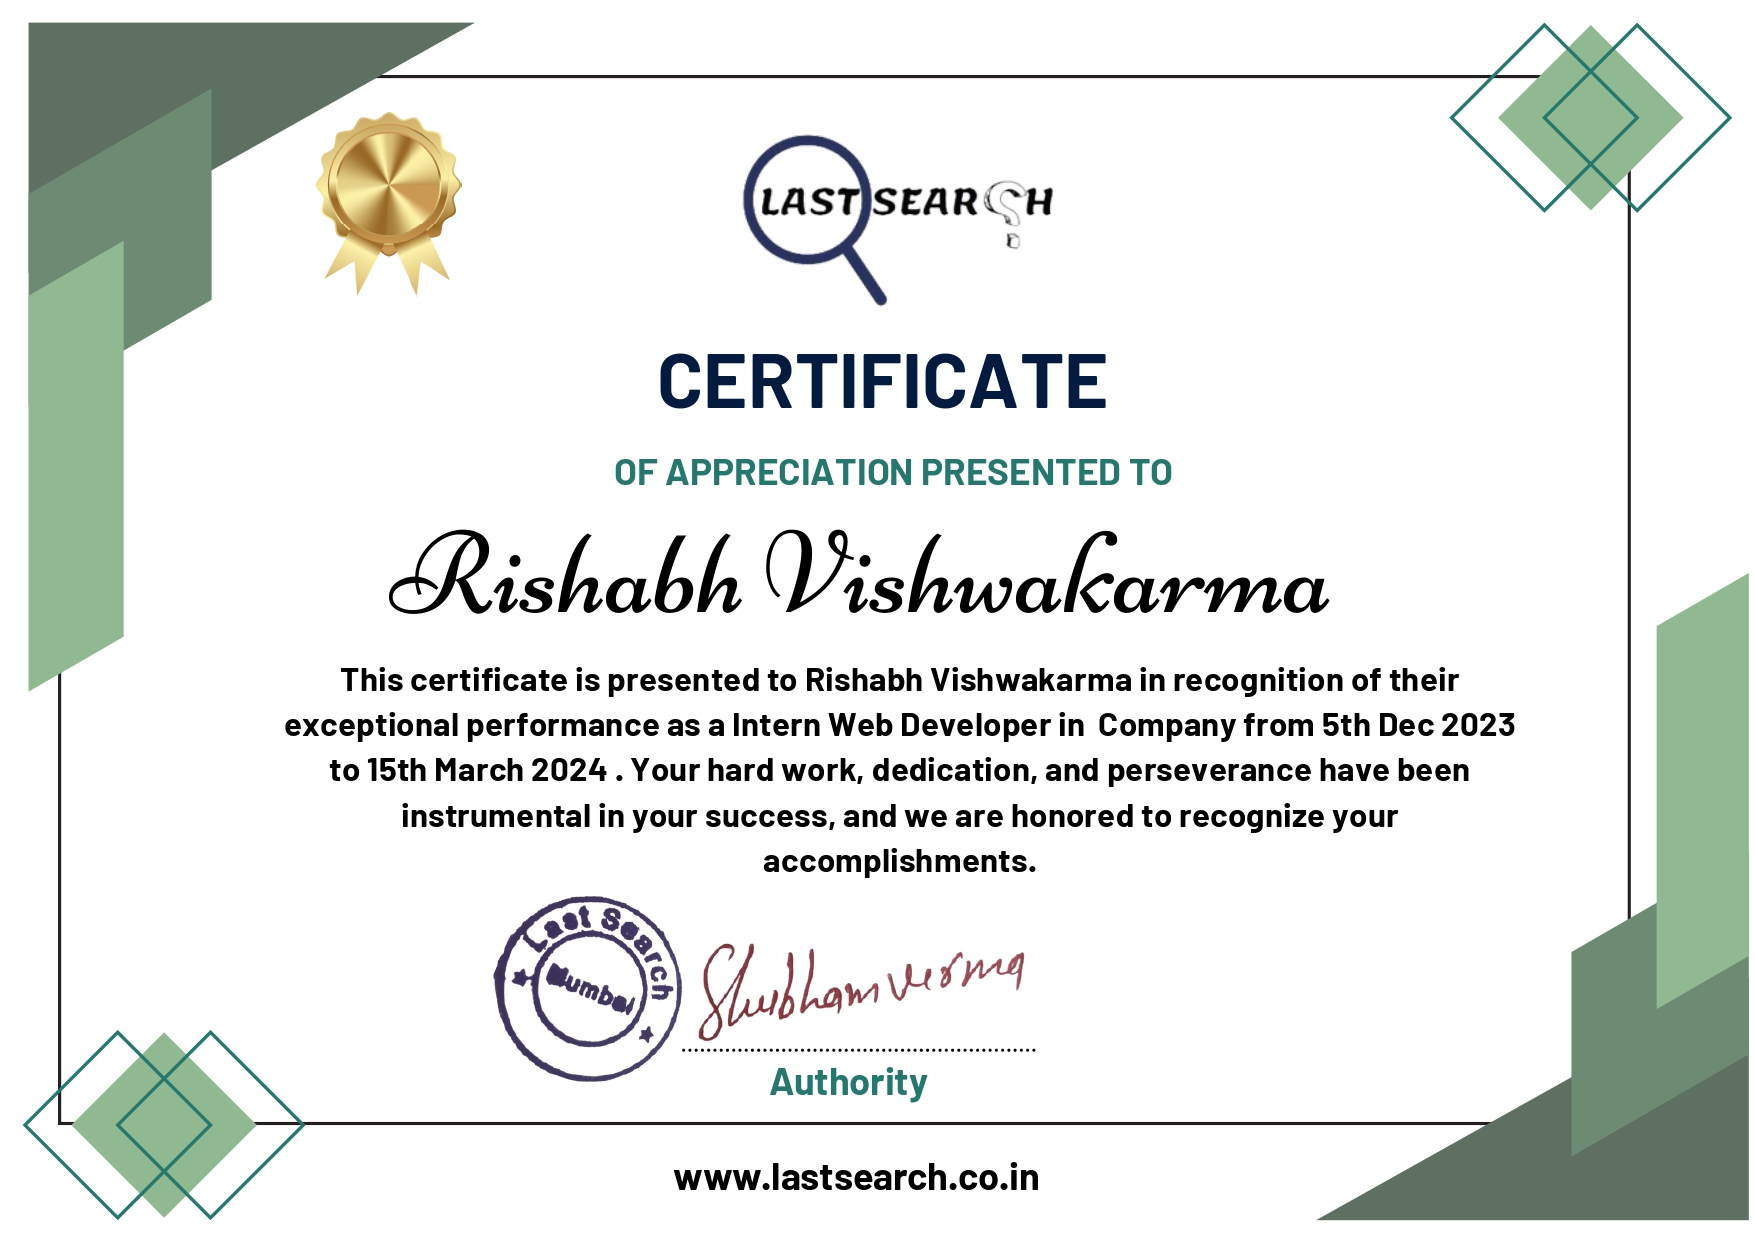 LAST SEARCH
CERTIFICATE
OF APPRECIATION PRESENTED TO
Rishabh Vishwakarma
This certificate is presented to Rishabh Vishwakarma in recognition of their
exceptional performance as a Intern Web Developer in  Company from 5th Dec 2023
to 15th March 2024 . Your hard work, dedication, and perseverance have been
instrumental in your success, and we are honored to recognize your
accomplishments.
Last Search
Mumbai
Shubham verma
Authority
www.lastsearch.co.in